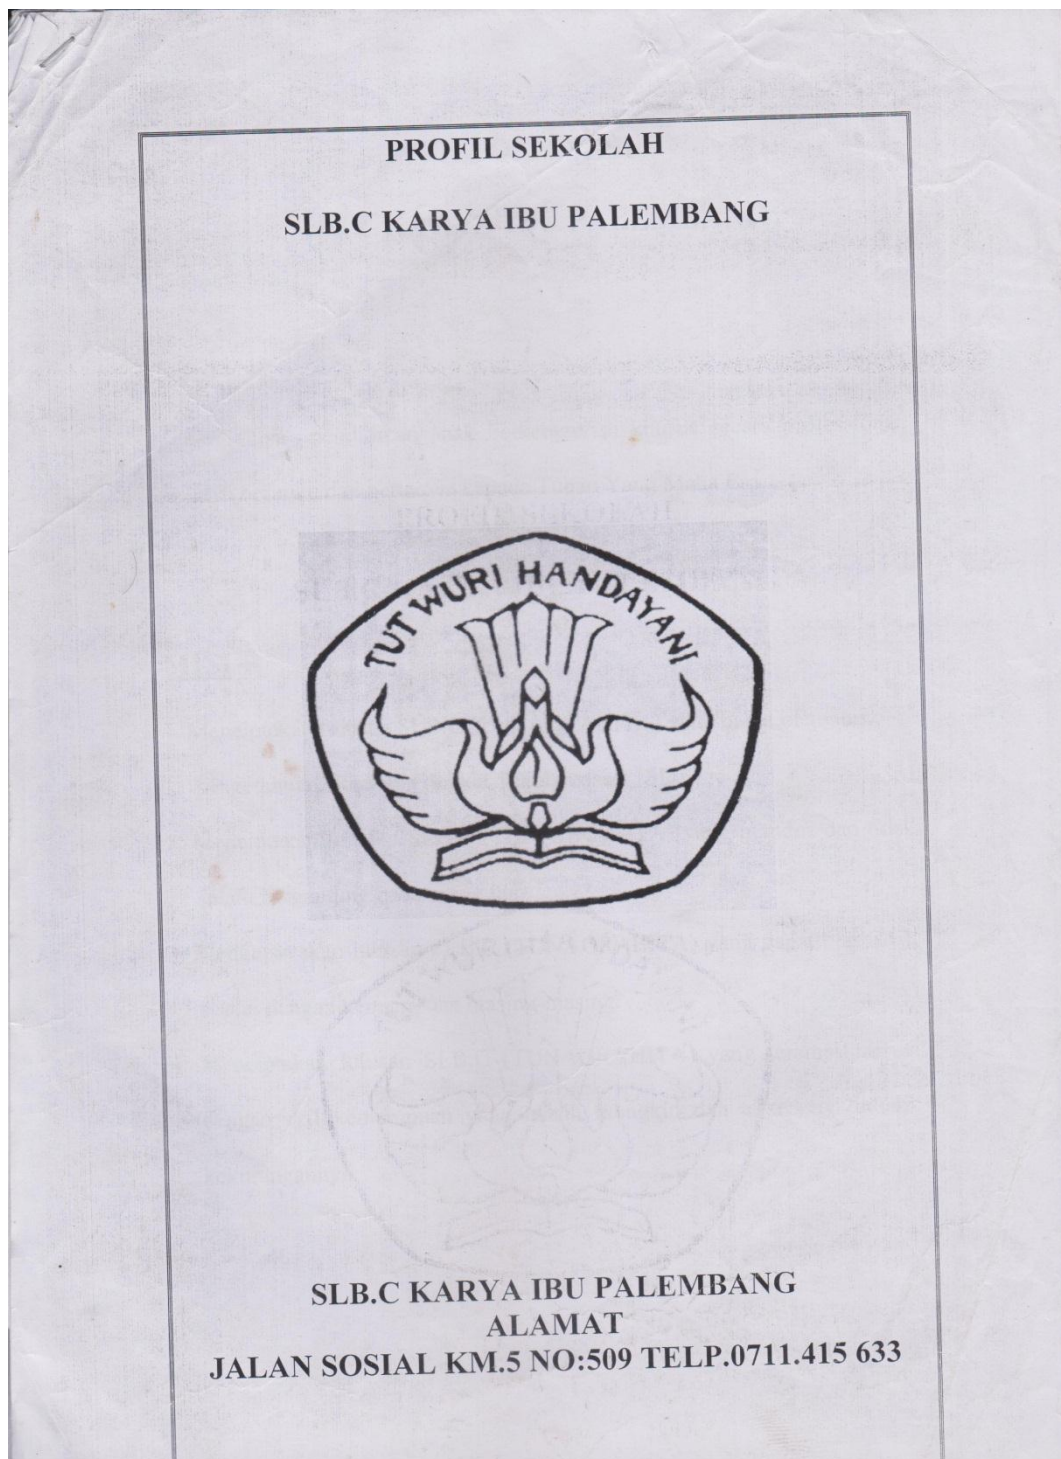 PROFIL SEKOLAH
SLB.C KARYA IBU PALEMBANG
TUT WURI HANDAYANI
SLB.C KARYA IBU PALEMBANG
ALAMAT
JALAN SOSIAL KM.5 NO:509 TELP.0711.415 633